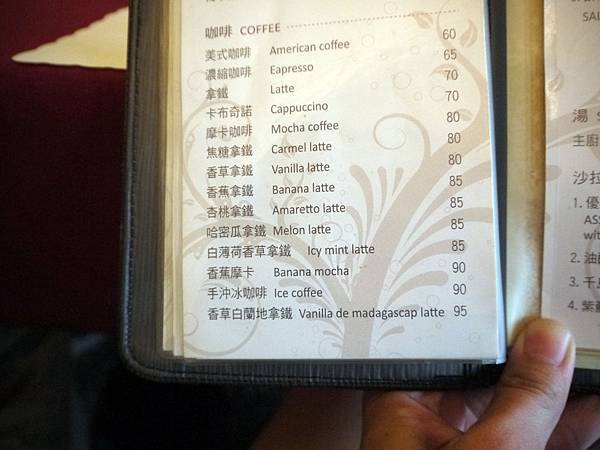 咖啡 COFFEE
美式咖啡 American coffee 60
濃縮咖啡 Eapresso 65
拿鐵 Latte 70
卡布奇諾 Cappuccino 70
摩卡咖啡 Mocha coffee 80
焦糖拿鐵 Carmel latte 80
香草拿鐵 Vanilla latte 80
香蕉拿鐵 Banana latte 85
杏桃拿鐵 Amaretto latte 85
哈密瓜拿鐵 Melon latte 85
白薄荷香草拿鐵 Icy mint latte 85
香蕉摩卡 Banana mocha 90
手沖冰咖啡 Ice coffee 90
香草白蘭地拿鐵 Vanilla de madagascap latte 95
SAL
湯 S
主廚
沙拉
1. 優
ASS
wit
2. 油
3. 千
4. 紫